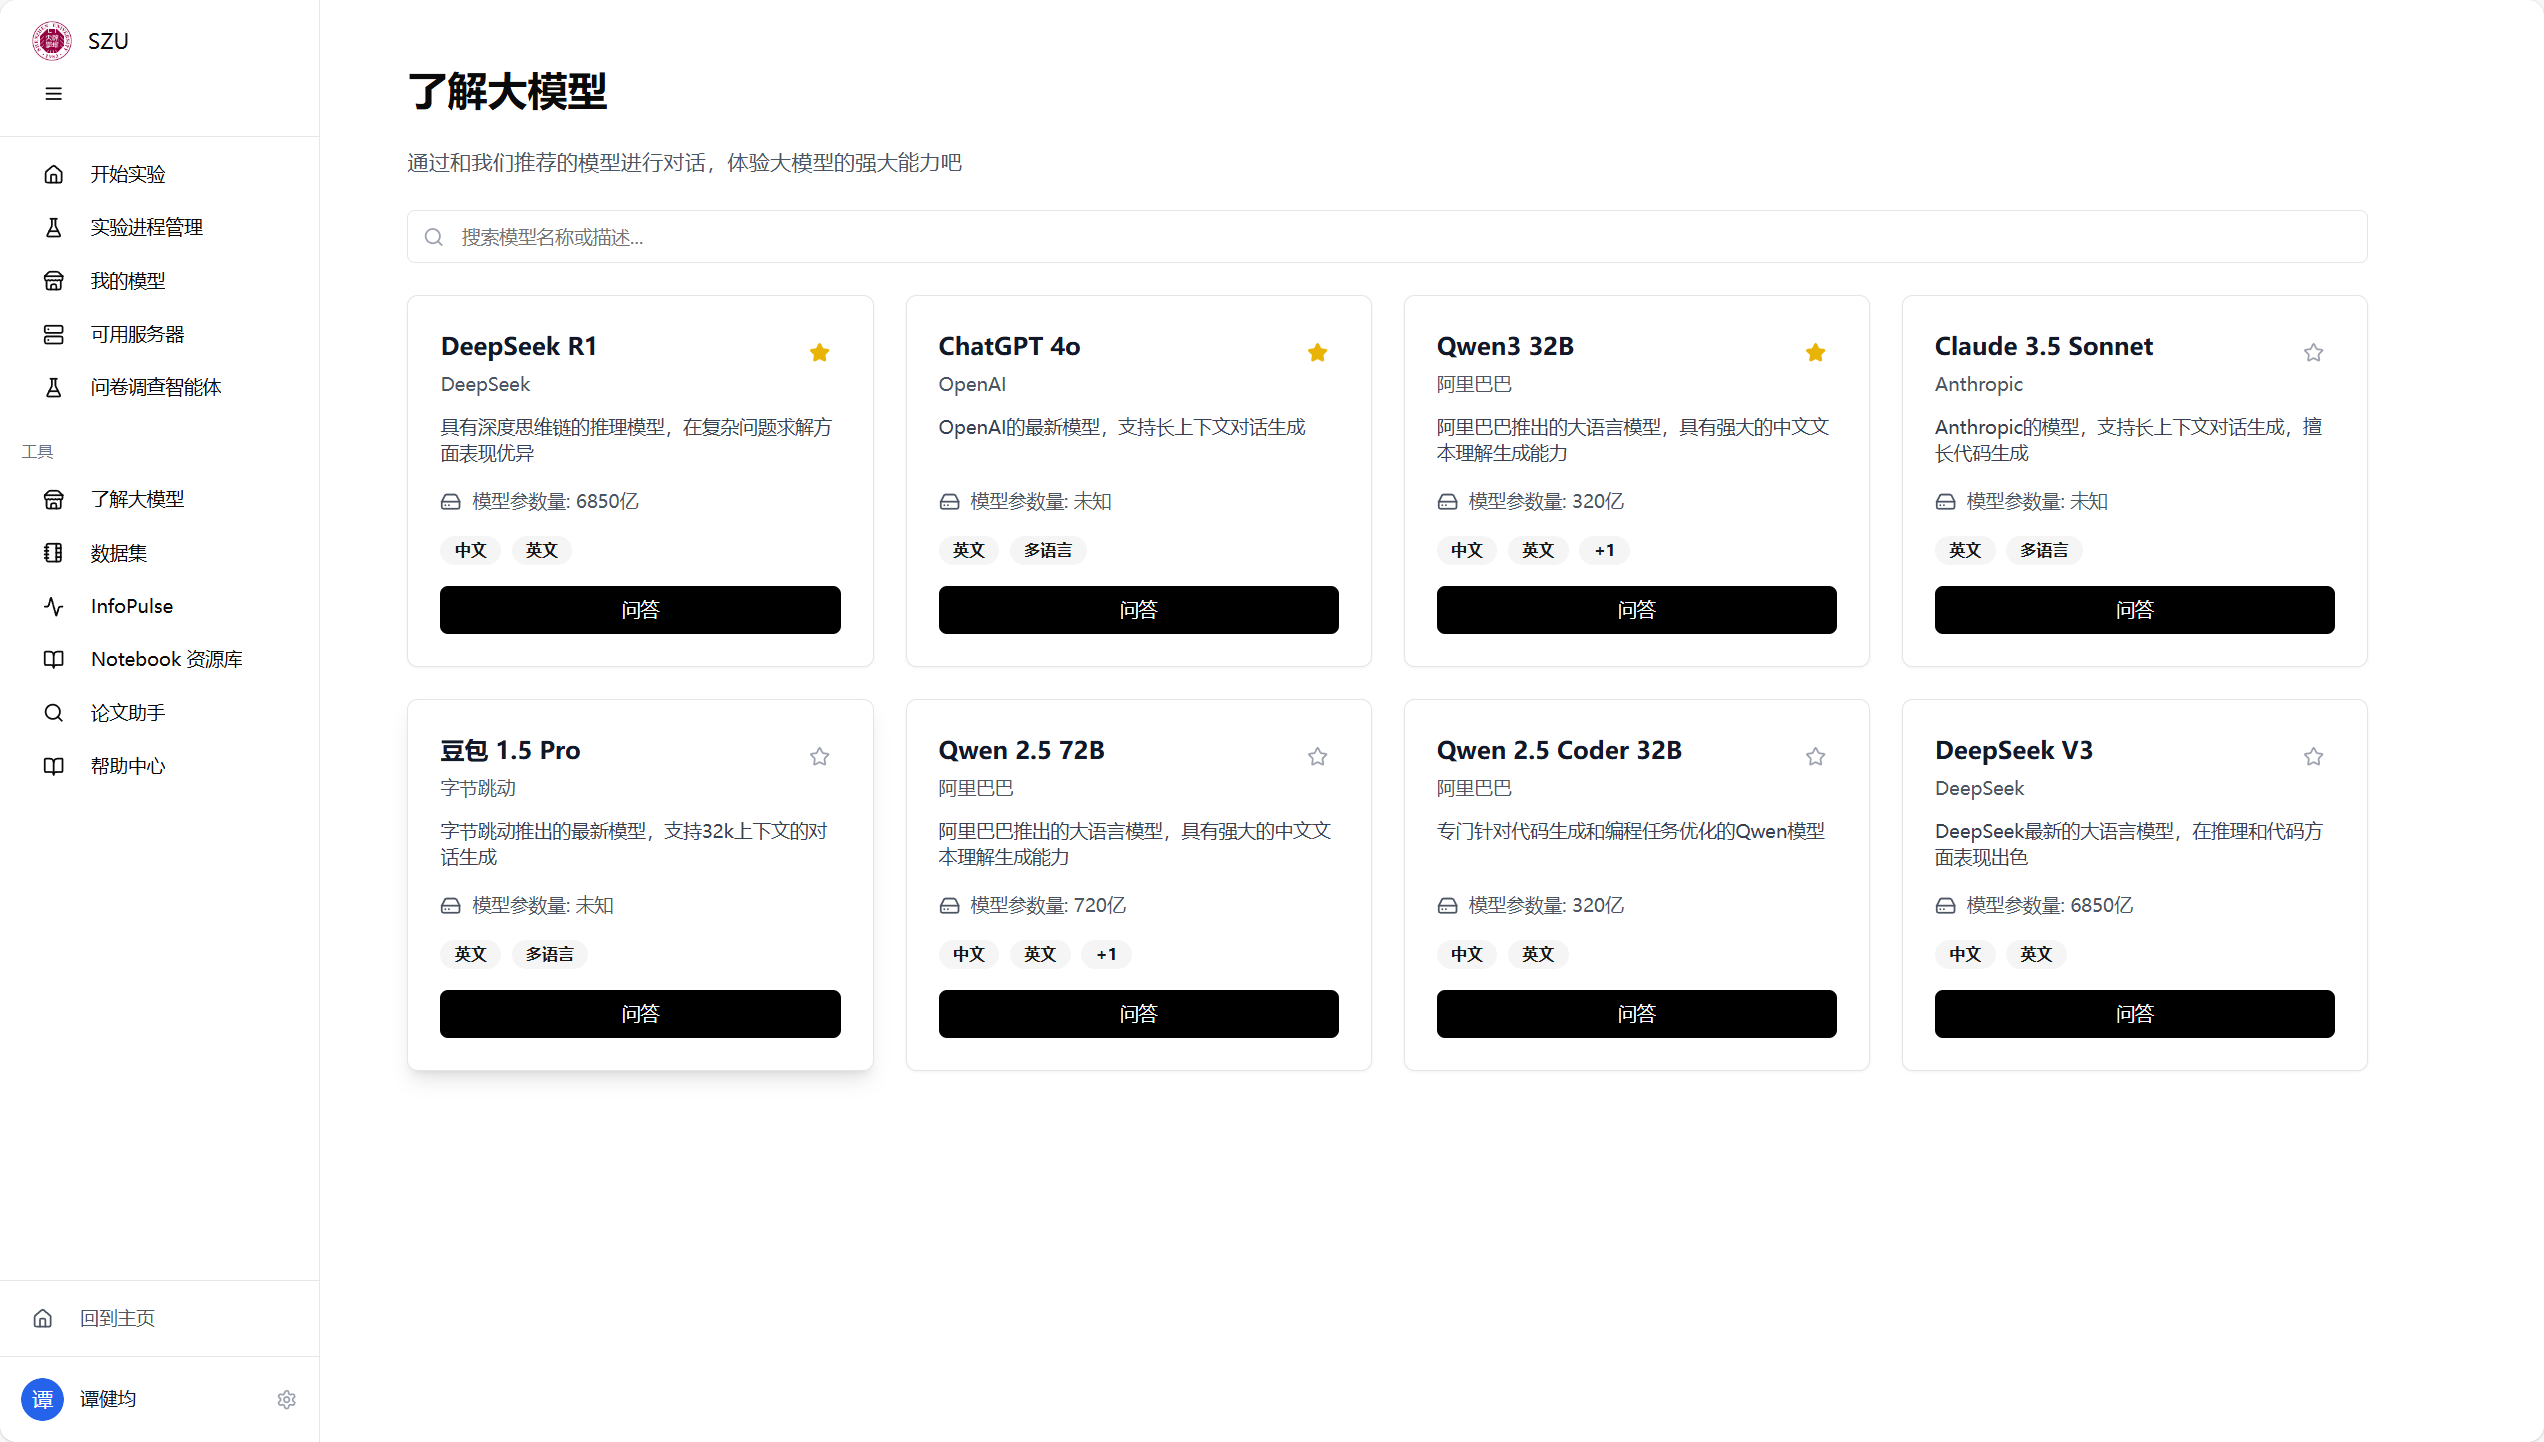 SZU
开始实验
实验进程管理
我的模型
可用服务器
问卷调查智能体
工具
了解大模型
数据集
InfoPulse
Notebook 资源库
论文助手
帮助中心
回到主页
谭
谭健均
了解大模型
通过和我们推荐的模型进行对话，体验大模型的强大能力吧
搜索模型名称或描述...
DeepSeek R1
DeepSeek
具有深度思维链的推理模型，在复杂问题求解方
面表现优异
模型参数量: 6850亿
中文 英文
问答
ChatGPT 4o
OpenAI
OpenAI的最新模型，支持长上下文对话生成
模型参数量: 未知
英文 多语言
问答
Qwen3 32B
阿里巴巴
阿里巴巴推出的大语言模型，具有强大的中文文
本理解生成能力
模型参数量: 320亿
中文 英文 +1
问答
Claude 3.5 Sonnet
Anthropic
Anthropic的模型，支持长上下文对话生成，擅
长代码生成
模型参数量: 未知
英文 多语言
问答
豆包 1.5 Pro
字节跳动
字节跳动推出的最新模型，支持32k上下文的对
话生成
模型参数量: 未知
英文 多语言
问答
Qwen 2.5 72B
阿里巴巴
阿里巴巴推出的大语言模型，具有强大的中文文
本理解生成能力
模型参数量: 720亿
中文 英文 +1
问答
Qwen 2.5 Coder 32B
阿里巴巴
专门针对代码生成和编程任务优化的Qwen模型
模型参数量: 320亿
中文 英文
问答
DeepSeek V3
DeepSeek
DeepSeek最新的大语言模型，在推理和代码方
面表现出色
模型参数量: 6850亿
中文 英文
问答